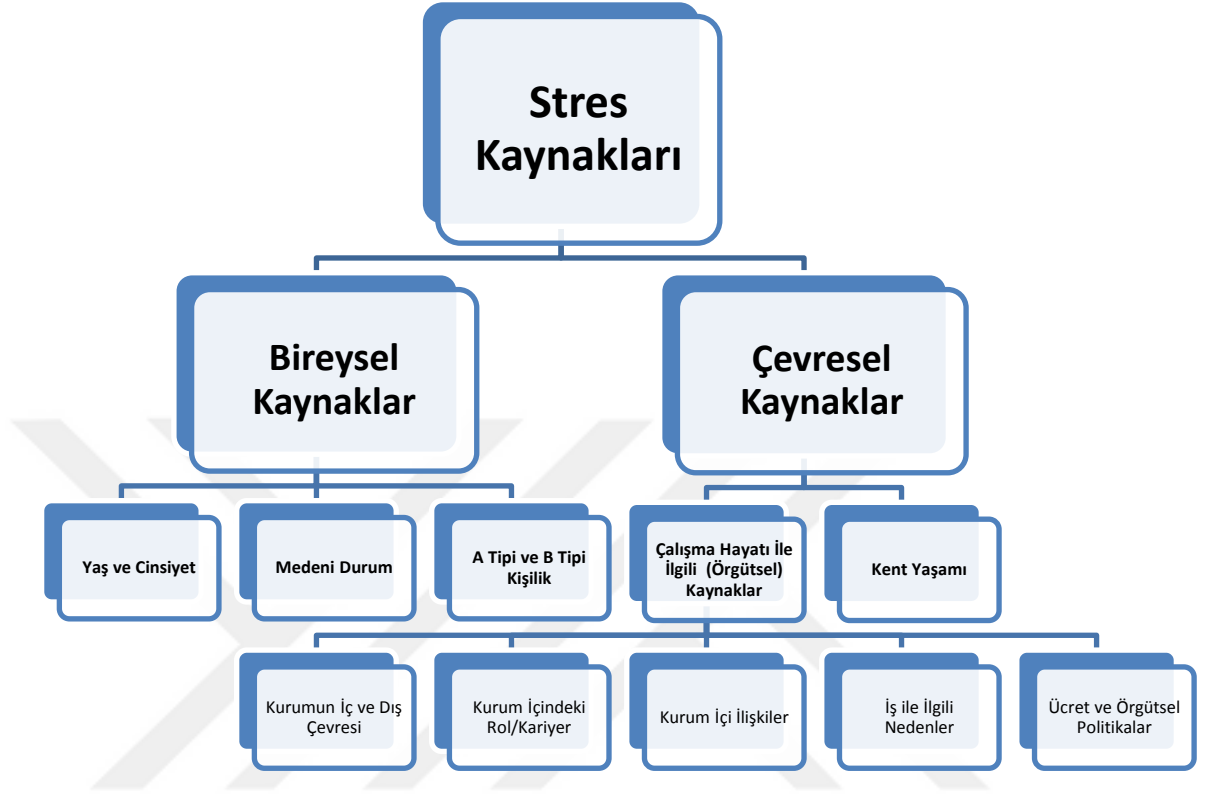 Stres
Kaynakları
Bireysel
Kaynaklar
Çevresel
Kaynaklar
Yaş ve Cinsiyet
Medeni Durum
A Tipi ve B Tipi
Kişilik
Çalışma Hayatı İle
İlgili (Örgütsel)
Kaynaklar
Kent Yaşamı
Kurumun İç ve Dış
Çevresi
Kurum İçindeki
Rol/Kariyer
Kurum İçi İlişkiler
İş ile İlgili
Nedenler
Ücret ve Örgütsel
Politikalar